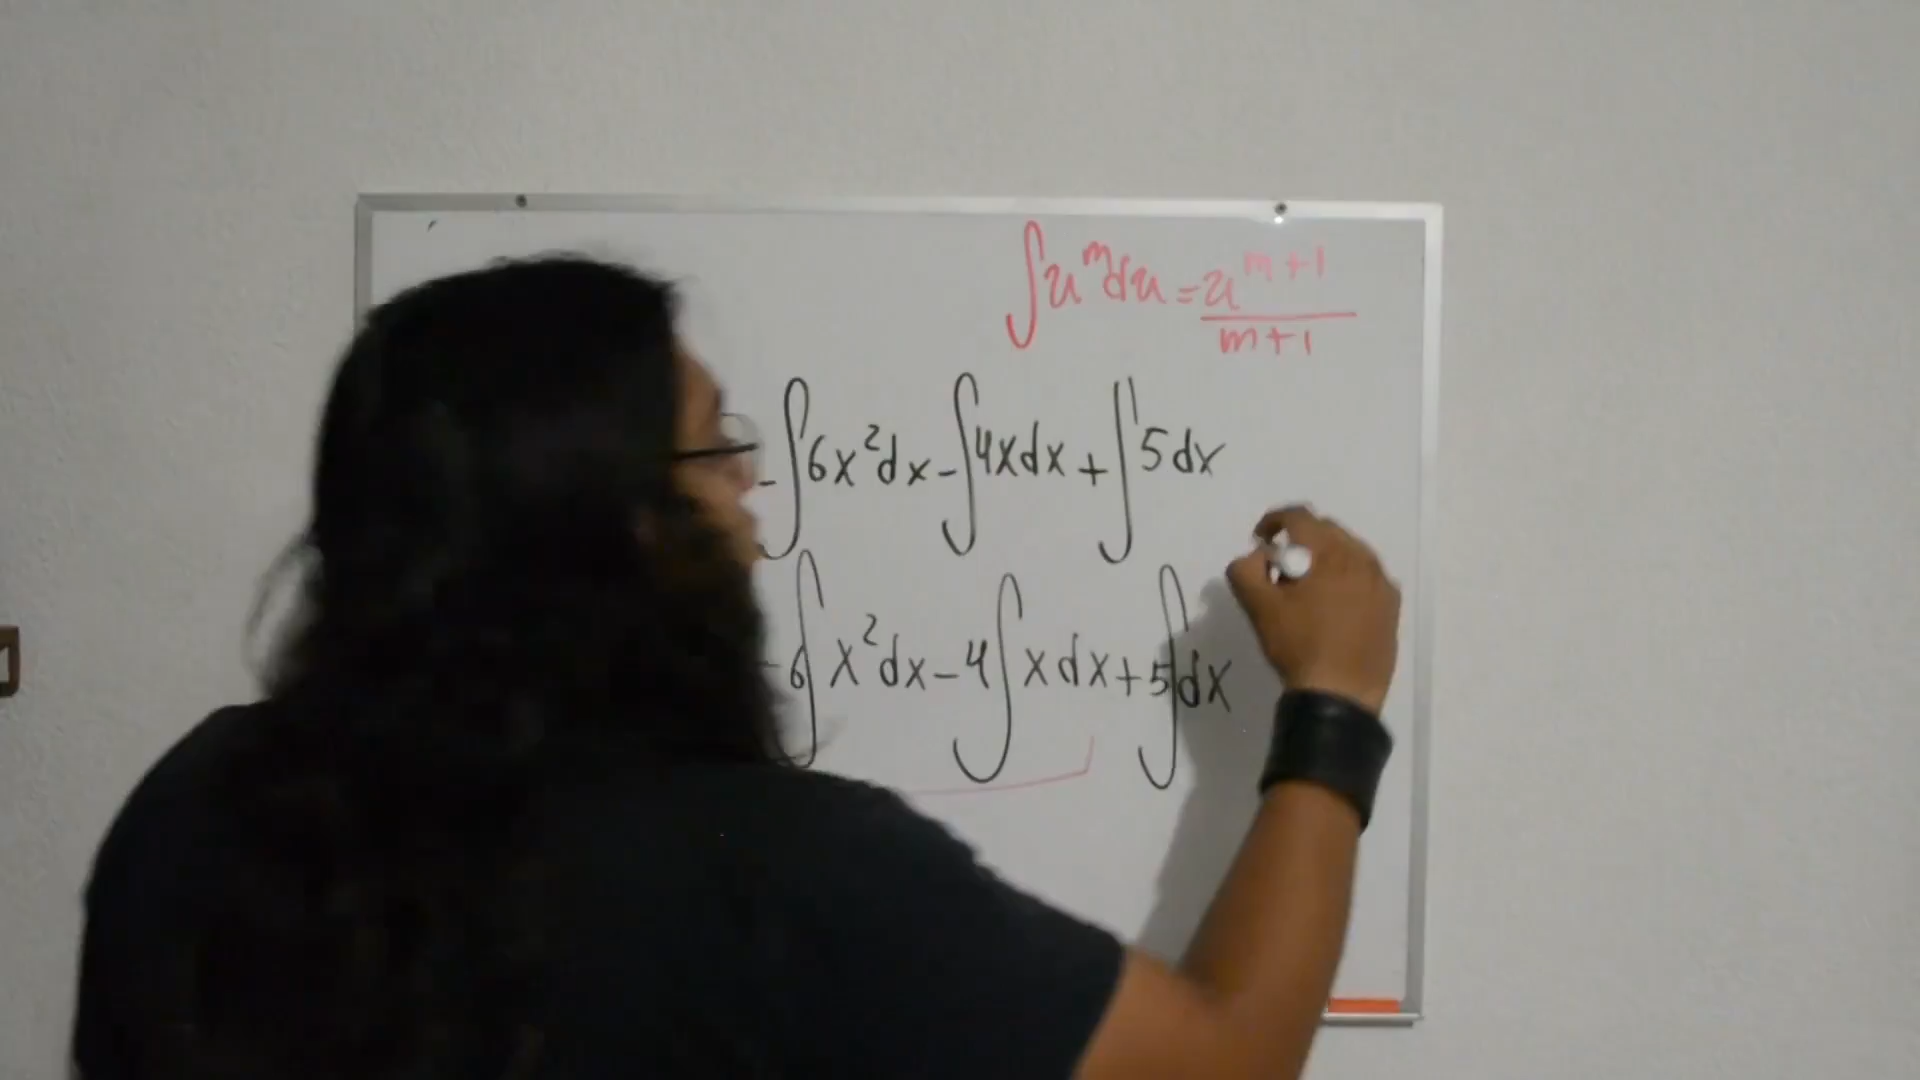 ∫u^m du = u^(m+1)/(m+1)
-∫6x²dx-∫4xdx+∫5dx
-6∫x²dx-4∫xdx+5∫dx